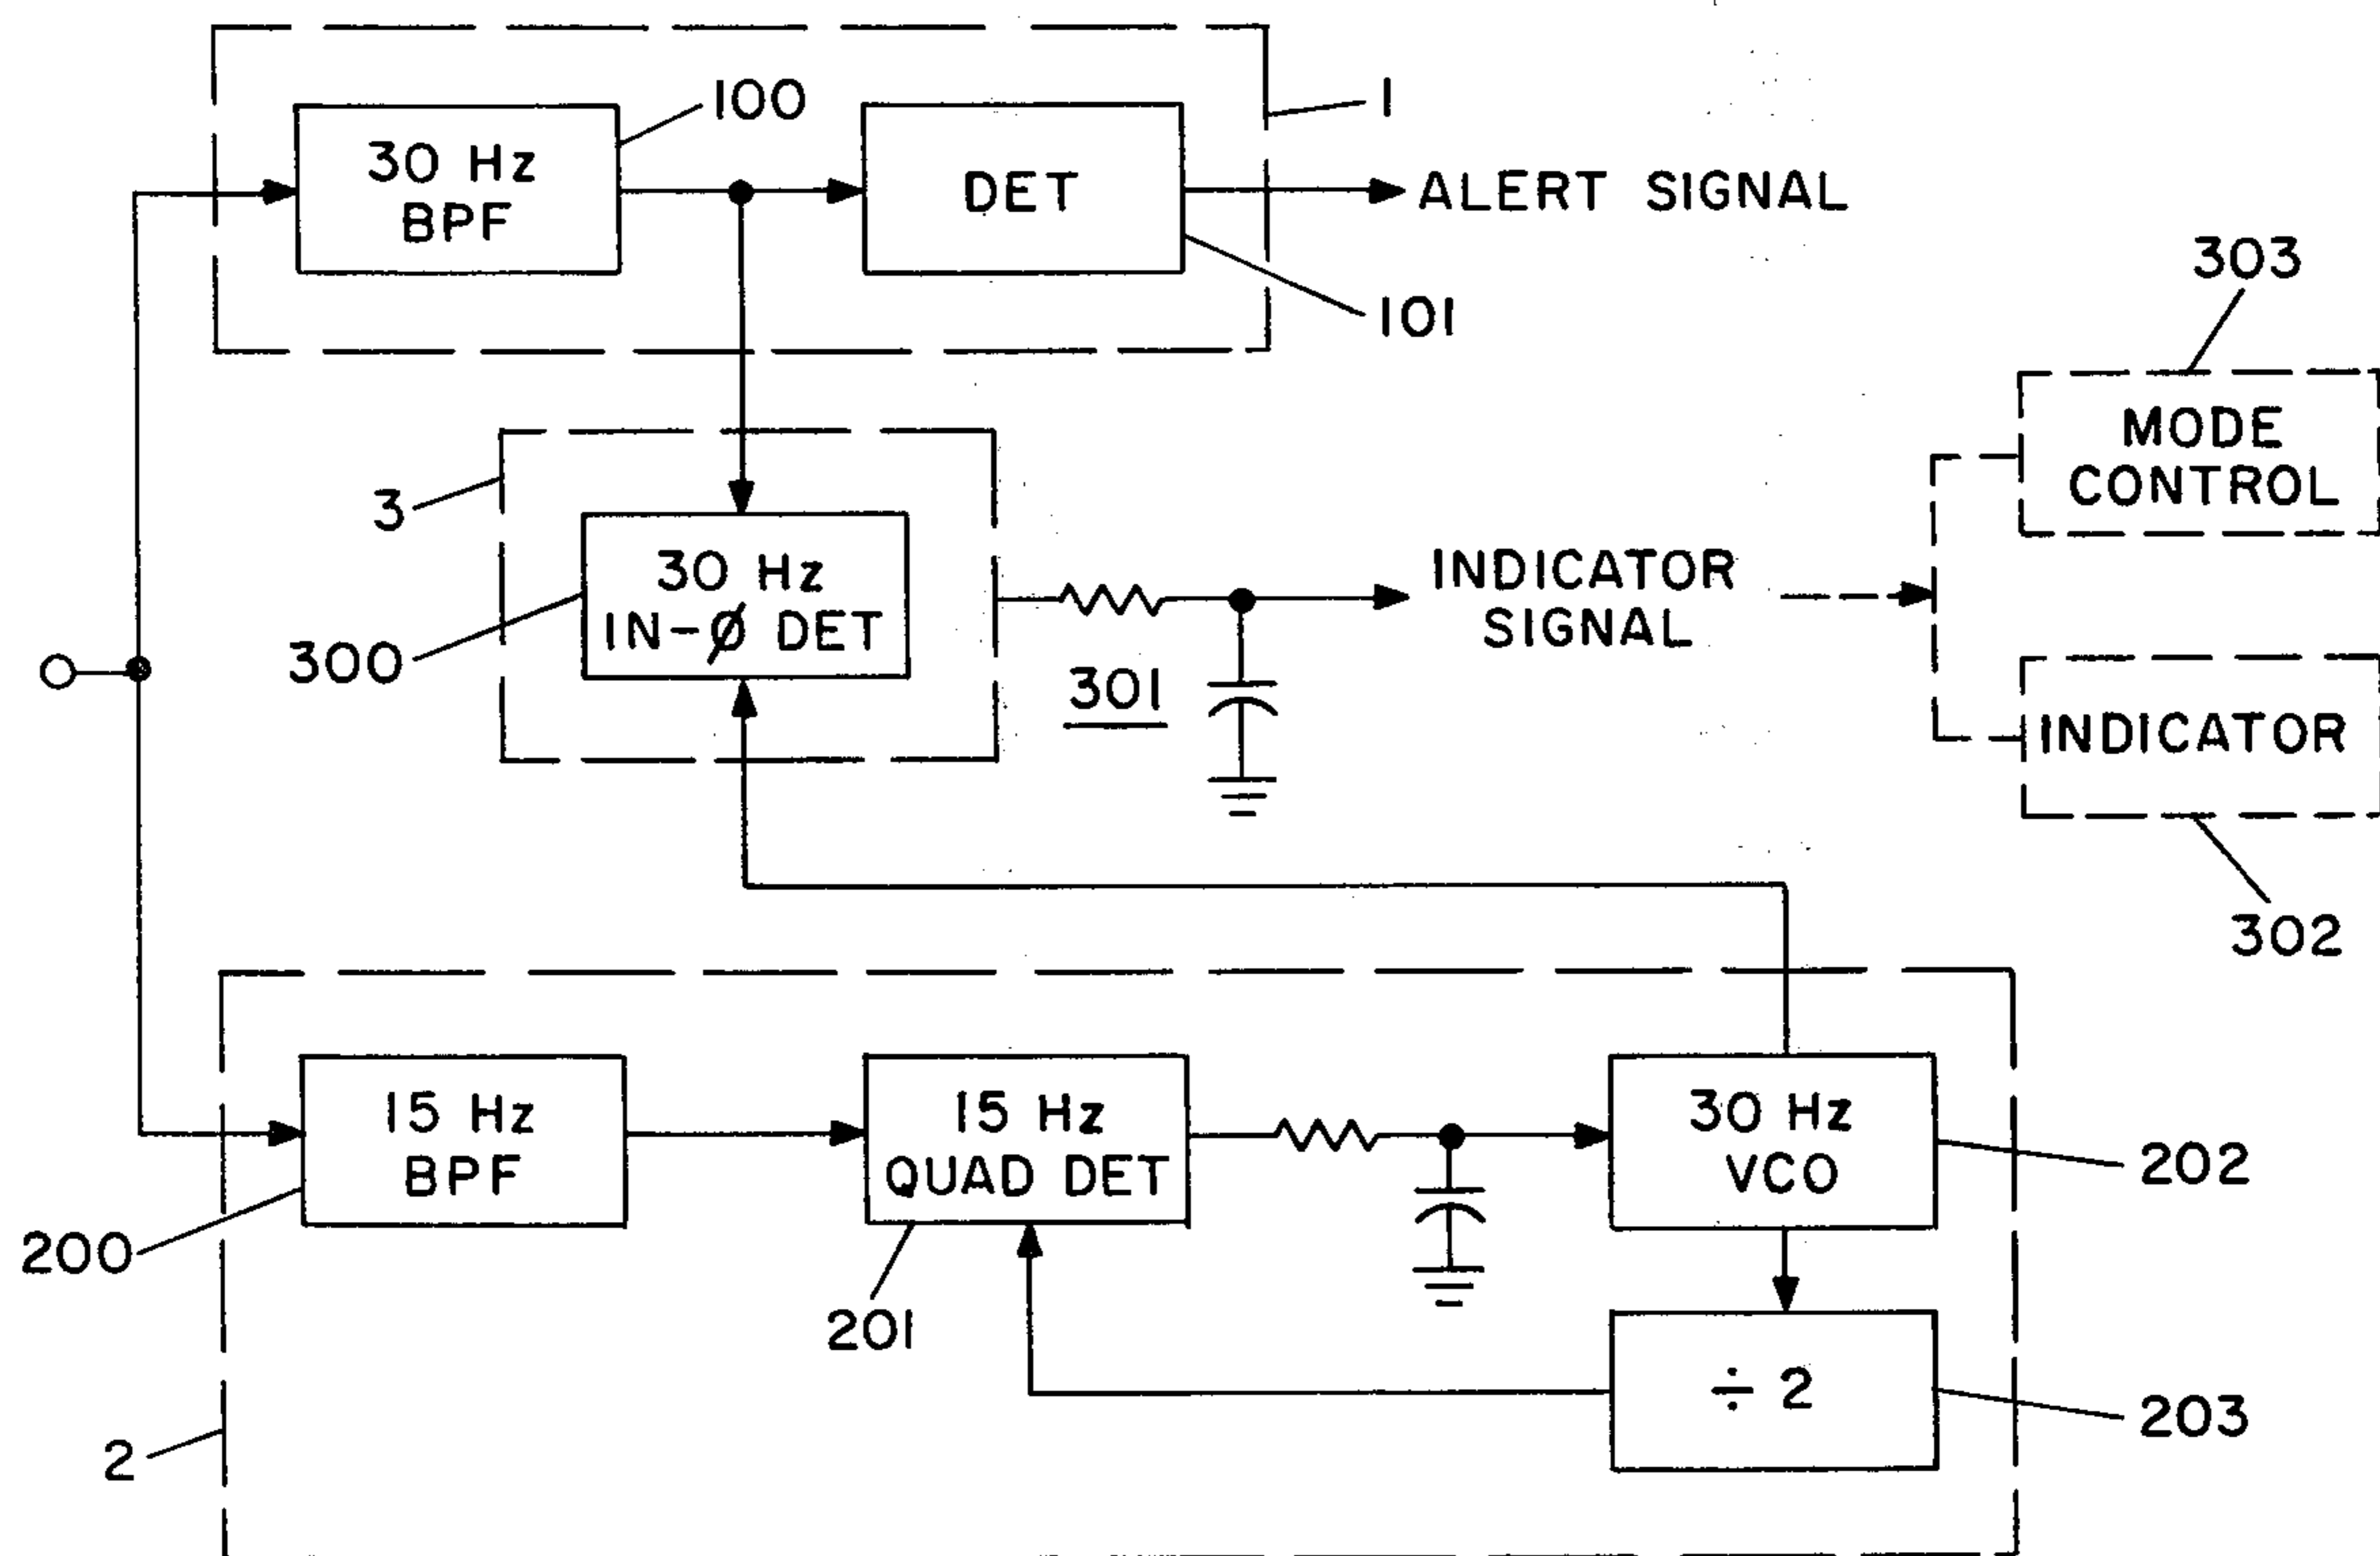 100
1
30 Hz
BPF
DET
ALERT SIGNAL
101
303
MODE
CONTROL
3
30 Hz
IN-Ø DET
300
301
INDICATOR
SIGNAL
INDICATOR
302
15 Hz
BPF
15 Hz
QUAD DET
30 Hz
VCO
202
200
201
÷ 2
203
2